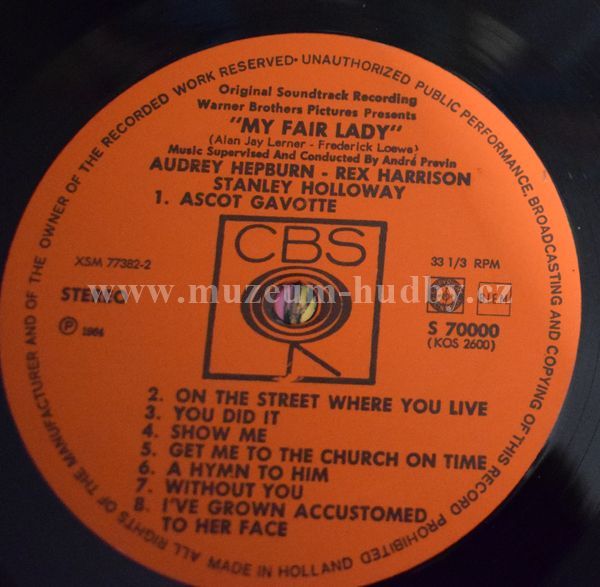 ALL RIGHTS OF THE MANUFACTURER AND OF THE OWNER OF THE RECORDED WORK RESERVED · UNAUTHORIZED PUBLIC PERFORMANCE, BROADCASTING AND COPYING OF THIS RECORD PROHIBITED
Original Soundtrack Recording
Warner Brothers Pictures Presents
"MY FAIR LADY"
(Alan Jay Lerner - Frederick Loewe)
Music Supervised And Conducted By André Previn
AUDREY HEPBURN - REX HARRISON
STANLEY HOLLOWAY
1. ASCOT GAVOTTE
CBS
XSM 77382-2
33 1/3 RPM
STEREO
www.muzeum-hudby.cz
S 70000
(KOS 2600)
Ⓟ 1964
2. ON THE STREET WHERE YOU LIVE
3. YOU DID IT
4. SHOW ME
5. GET ME TO THE CHURCH ON TIME
6. A HYMN TO HIM
7. WITHOUT YOU
8. I'VE GROWN ACCUSTOMED
TO HER FACE
MADE IN HOLLAND